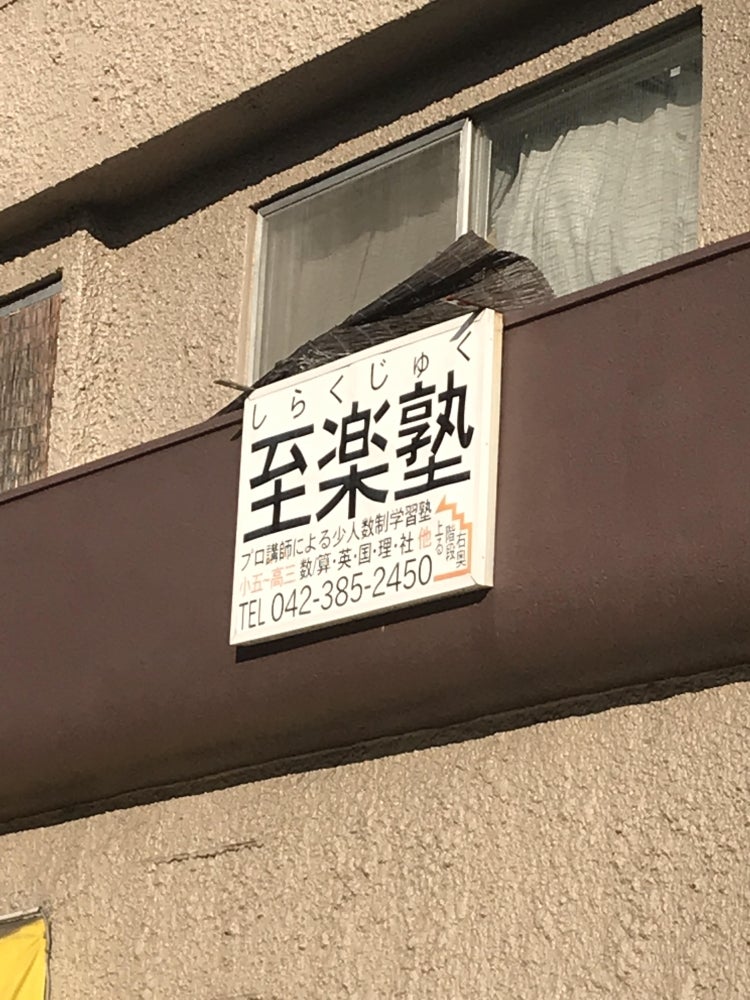 しらくじゅく
至楽塾
プロ講師による少人数制学習塾
小五~高三 数/算・英・国・理・社 他
TEL 042-385-2450
右奥
階段
上る